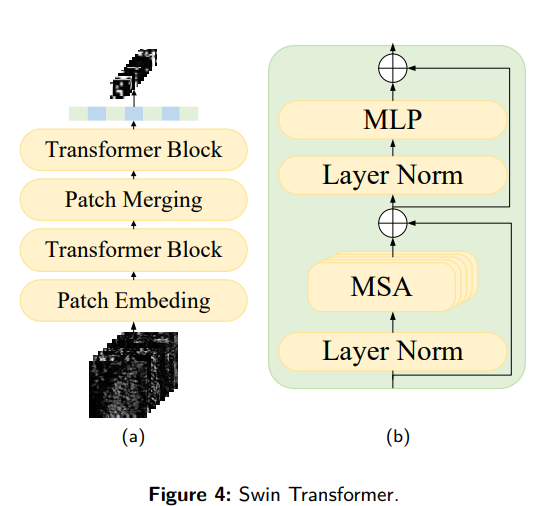 Transformer Block
Patch Merging
Transformer Block
Patch Embeding
(a)
MLP
Layer Norm
MSA
Layer Norm
(b)
Figure 4: Swin Transformer.